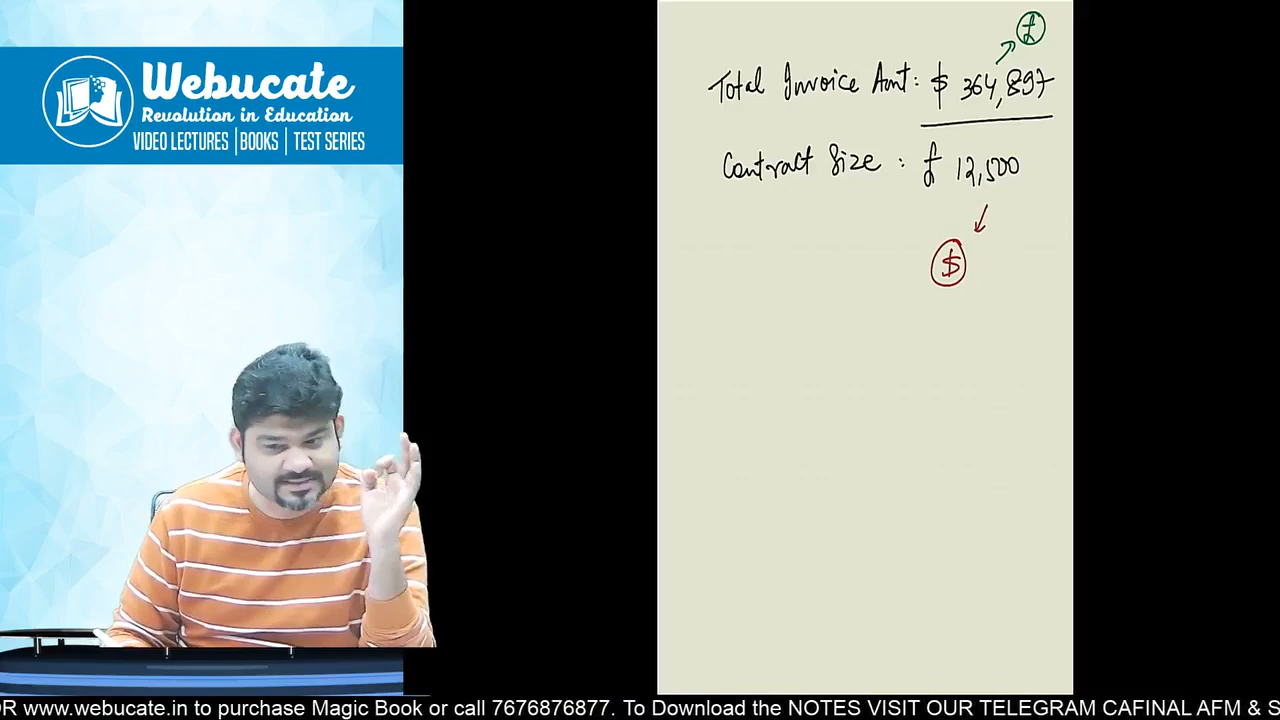 Webucate
Revolution in Education
VIDEO LECTURES | BOOKS | TEST SERIES
£
Total Invoice Amt: $ 364,897
Contract Size : £ 12,500
$
OR www.webucate.in to purchase Magic Book or call 7676876877. To Download the NOTES VISIT OUR TELEGRAM CAFINAL AFM & S